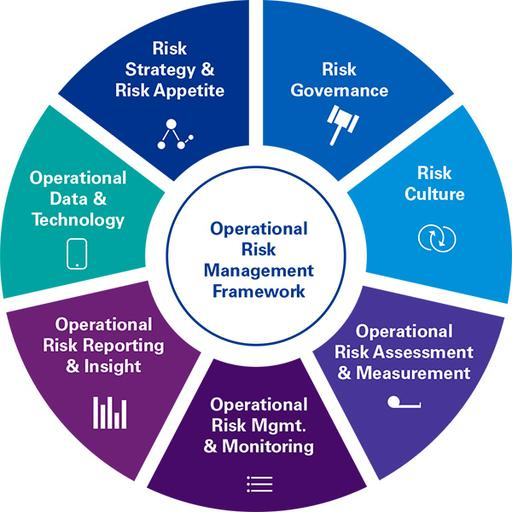 Risk
Strategy &
Risk Appetite
Risk
Governance
Risk
Culture
Operational
Risk Assessment
& Measurement
Operational
Risk Mgmt.
& Monitoring
Operational
Risk Reporting
& Insight
Operational
Data &
Technology
Operational
Risk
Management
Framework